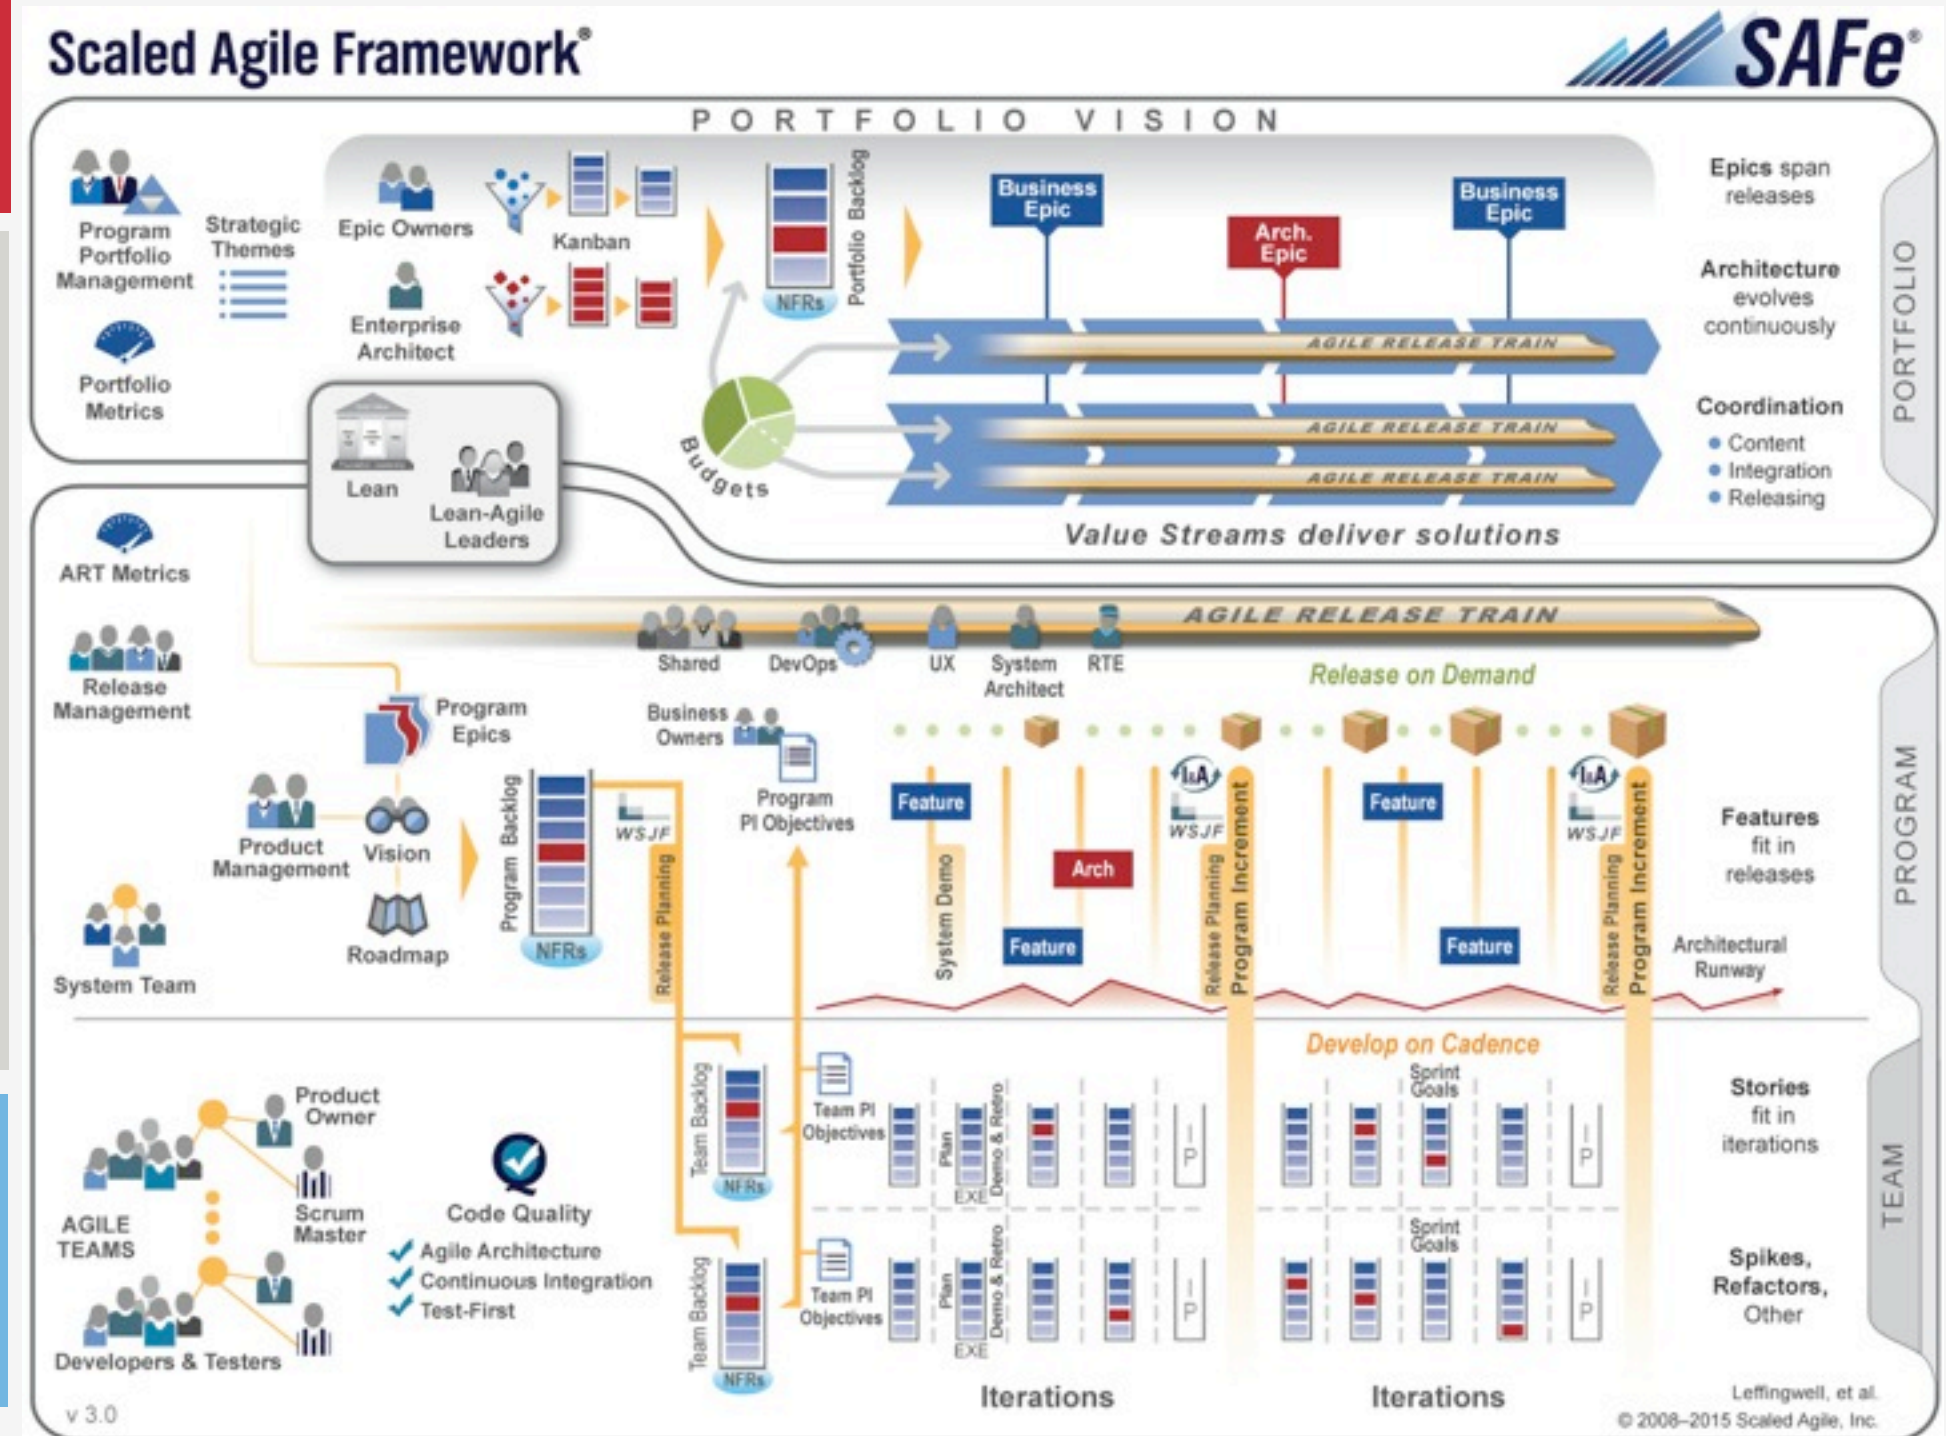 Scaled Agile Framework®
SAFe®
PORTFOLIO VISION
Program
Portfolio
Management
Strategic
Themes
Portfolio
Metrics
Epic Owners
Enterprise
Architect
Kanban
NFRs
Portfolio Backlog
Business
Epic
Arch.
Epic
Business
Epic
AGILE RELEASE TRAIN
AGILE RELEASE TRAIN
AGILE RELEASE TRAIN
Budgets
Value Streams deliver solutions
Epics span
releases
Architecture
evolves
continuously
Coordination
Content
Integration
Releasing
PORTFOLIO
Lean
Lean-Agile
Leaders
ART Metrics
Release
Management
System Team
AGILE RELEASE TRAIN
Shared
DevOps
UX
System
Architect
RTE
Release on Demand
Program
Epics
Product
Management
Vision
Roadmap
Program Backlog
NFRs
WSJF
Release Planning
Business
Owners
Program
PI Objectives
Feature
System Demo
Feature
Arch
I&A
WSJF
Release Planning
Program Increment
Feature
Feature
I&A
WSJF
Release Planning
Program Increment
Features
fit in
releases
Architectural
Runway
PROGRAM
Develop on Cadence
AGILE
TEAMS
Product
Owner
Scrum
Master
Developers & Testers
Code Quality
Agile Architecture
Continuous Integration
Test-First
Team Backlog
NFRs
Team PI
Objectives
Plan
EXE
Demo & Retro
I
P
Sprint
Goals
I
P
Team Backlog
NFRs
Team PI
Objectives
Plan
EXE
Demo & Retro
I
P
Sprint
Goals
I
P
Iterations
Iterations
Stories
fit in
iterations
Spikes,
Refactors,
Other
TEAM
v 3.0
Leffingwell, et al.
© 2008–2015 Scaled Agile, Inc.